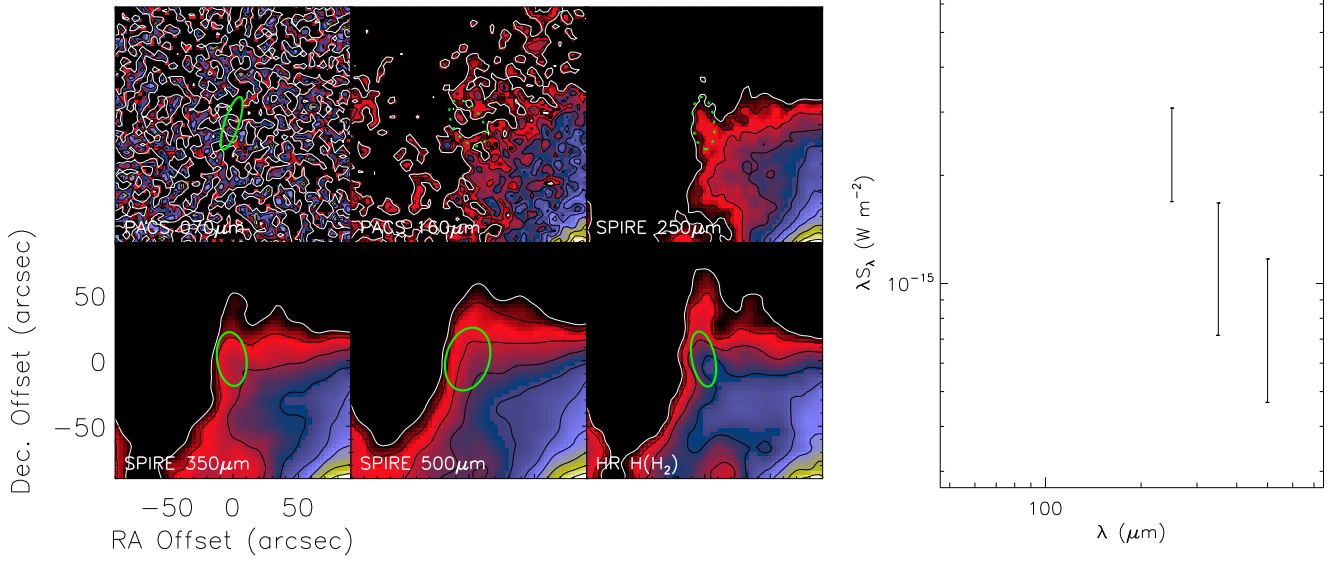 PACS 070μm
PACS 160μm
SPIRE 250μm
SPIRE 350μm
SPIRE 500μm
HR H(H₂)
50
0
−50
Dec. Offset (arcsec)
−50 0 50
RA Offset (arcsec)
λS_λ (W m⁻²)
10⁻¹⁵
100
λ (μm)